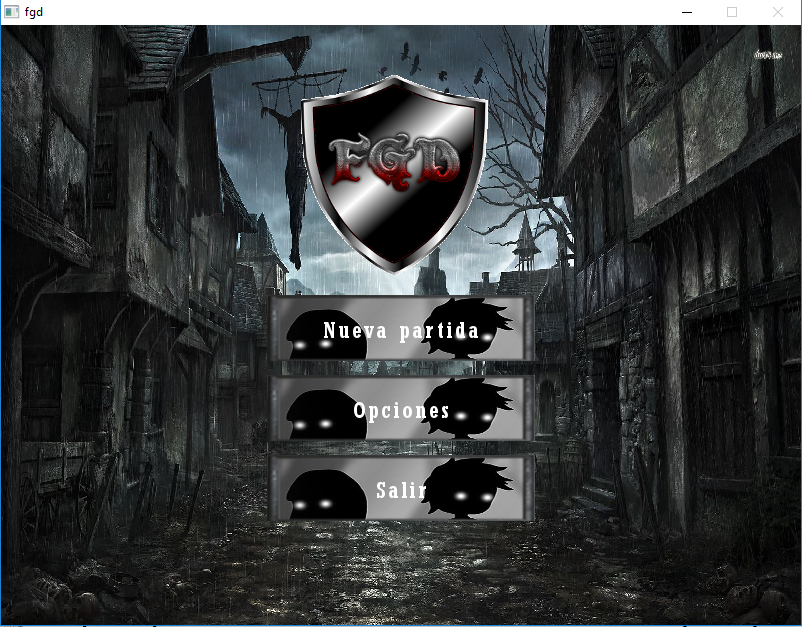 fgd
FGD
Nueva partida
Opciones
Salir